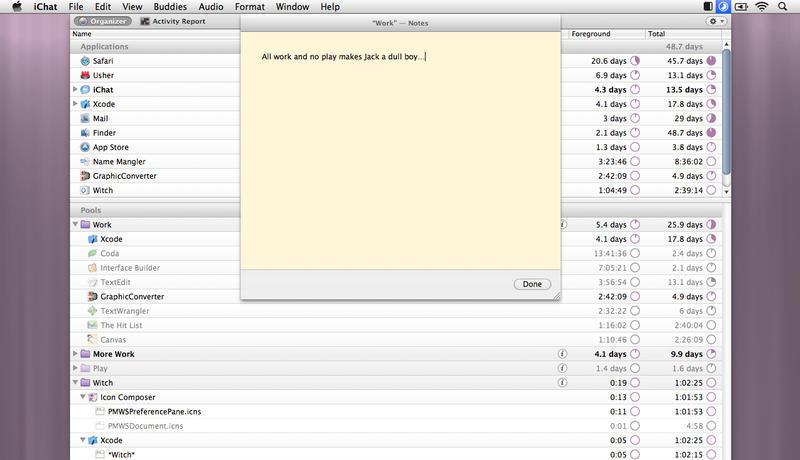 iChat File Edit View Buddies Audio Format Window Help
Organizer Activity Report
"Work" — Notes
Name Foreground Total
Applications 48.7 days
Safari 20.6 days 45.7 days
Usher 6.9 days 13.1 days
iChat 4.3 days 13.5 days
Xcode 4.1 days 17.8 days
Mail 3 days 29 days
Finder 2.1 days 48.7 days
App Store 1.3 days 3.8 days
Name Mangler 3:23:46 8:36:02
GraphicConverter 2:42:09 4.9 days
Witch 1:04:49 2:39:14
All work and no play makes Jack a dull boy...
Done
Pools
Work 5.4 days 25.9 days
Xcode 4.1 days 17.8 days
Coda 13:41:36 2.4 days
Interface Builder 7:05:21 2.1 days
TextEdit 3:56:54 13.1 days
GraphicConverter 2:42:09 4.9 days
TextWrangler 2:32:22 6 days
The Hit List 1:16:02 2:40:04
Canvas 1:10:46 2:26:09
More Work i 4.1 days 9.9 days
Play i 1.4 days 1.6 days
Witch i 0:19 1:02:25
Icon Composer 0:13 1:01:53
PMWSPreferencePane.icns 0:11 1:01:53
PMWSDocument.icns 0:01 4:58
Xcode 0:05 1:02:25
*Witch* 0:05 1:02:15